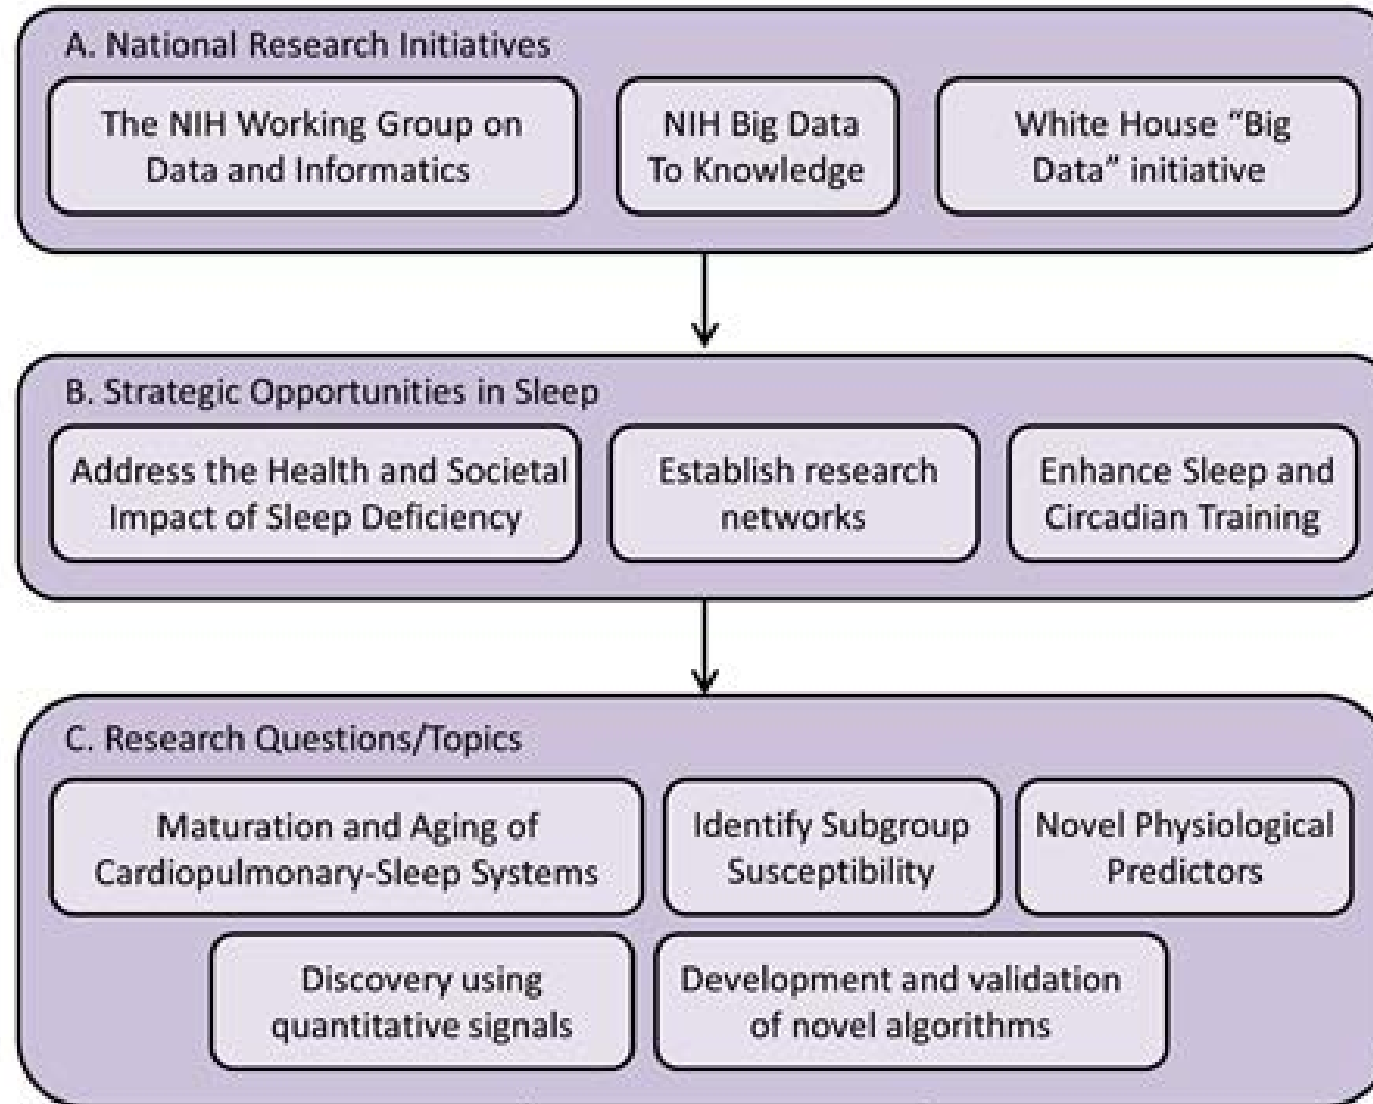 A. National Research Initiatives
The NIH Working Group on
Data and Informatics
NIH Big Data
To Knowledge
White House “Big
Data” initiative
B. Strategic Opportunities in Sleep
Address the Health and Societal
Impact of Sleep Deficiency
Establish research
networks
Enhance Sleep and
Circadian Training
C. Research Questions/Topics
Maturation and Aging of
Cardiopulmonary-Sleep Systems
Identify Subgroup
Susceptibility
Novel Physiological
Predictors
Discovery using
quantitative signals
Development and validation
of novel algorithms